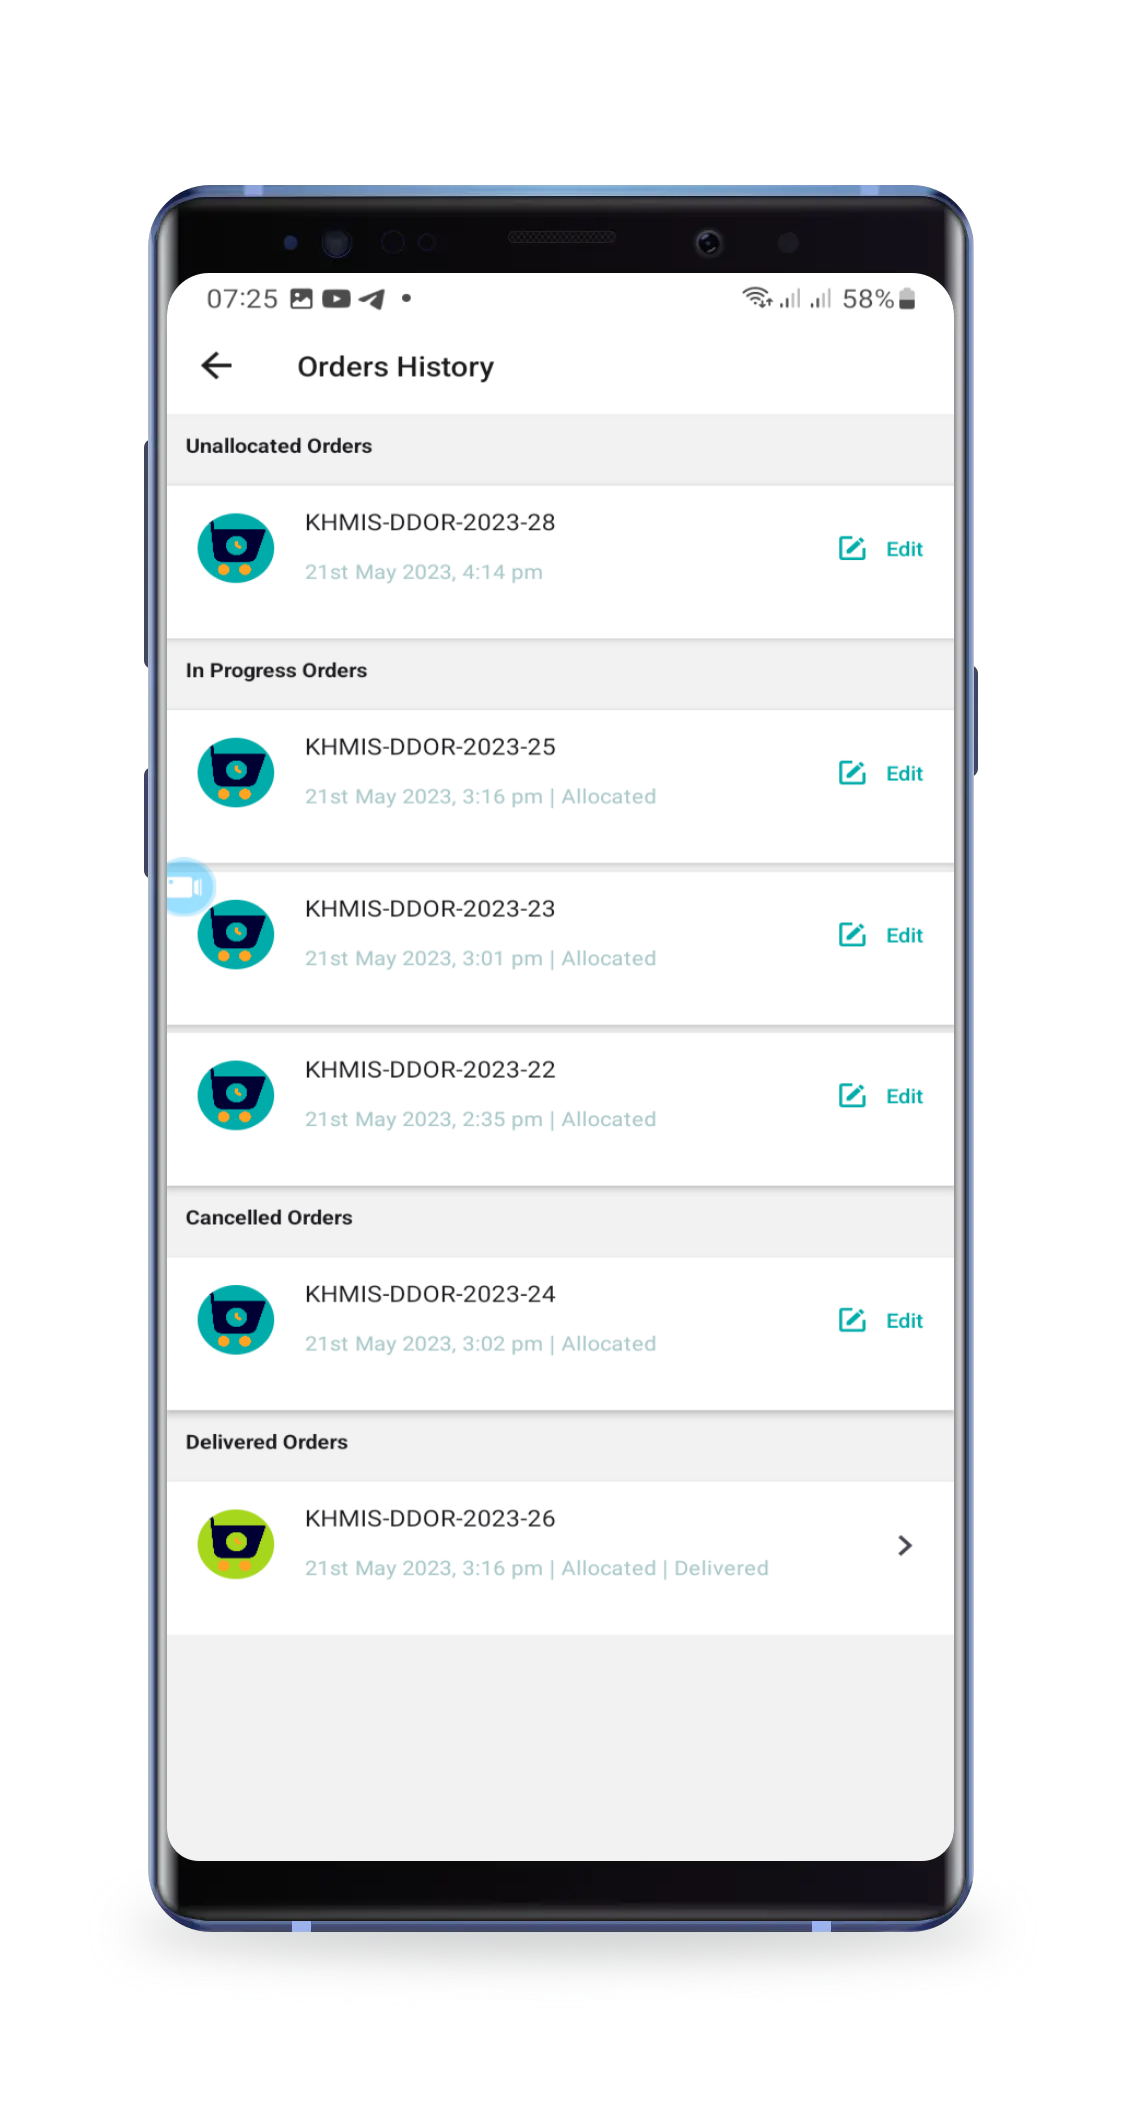 07:25 58%
Orders History
Unallocated Orders
KHMIS-DDOR-2023-28
21st May 2023, 4:14 pm
Edit
In Progress Orders
KHMIS-DDOR-2023-25
21st May 2023, 3:16 pm | Allocated
Edit
KHMIS-DDOR-2023-23
21st May 2023, 3:01 pm | Allocated
Edit
KHMIS-DDOR-2023-22
21st May 2023, 2:35 pm | Allocated
Edit
Cancelled Orders
KHMIS-DDOR-2023-24
21st May 2023, 3:02 pm | Allocated
Edit
Delivered Orders
KHMIS-DDOR-2023-26
21st May 2023, 3:16 pm | Allocated | Delivered